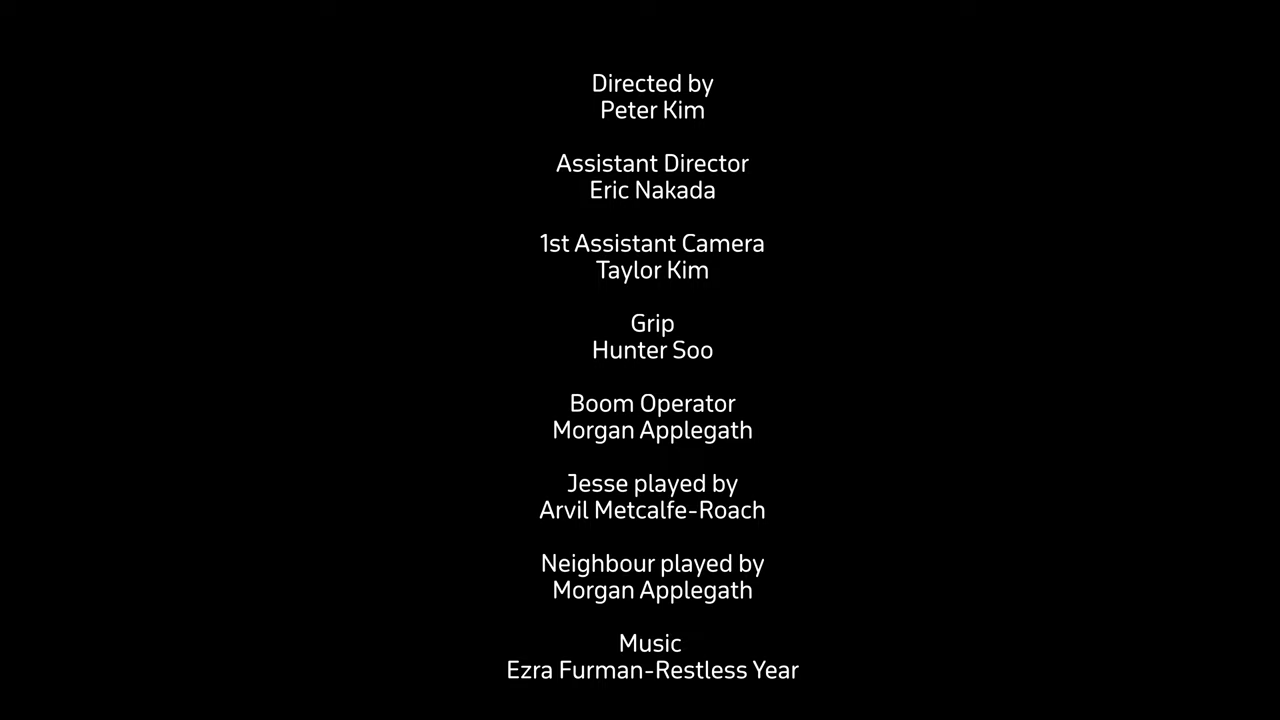 Directed by
Peter Kim
Assistant Director
Eric Nakada
1st Assistant Camera
Taylor Kim
Grip
Hunter Soo
Boom Operator
Morgan Applegath
Jesse played by
Arvil Metcalfe-Roach
Neighbour played by
Morgan Applegath
Music
Ezra Furman-Restless Year